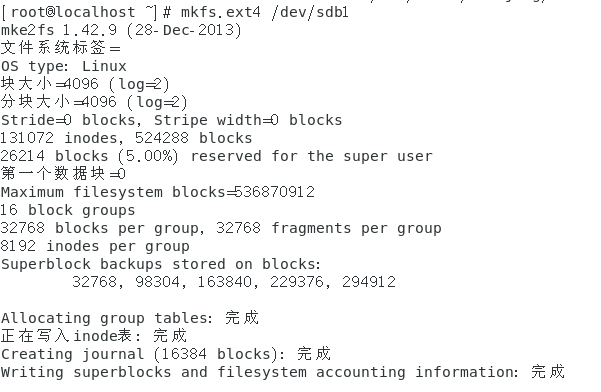 [root@localhost ~]# mkfs.ext4 /dev/sdb1
mke2fs 1.42.9 (28-Dec-2013)
文件系统标签=
OS type: Linux
块大小=4096 (log=2)
分块大小=4096 (log=2)
Stride=0 blocks, Stripe width=0 blocks
131072 inodes, 524288 blocks
26214 blocks (5.00%) reserved for the super user
第一个数据块=0
Maximum filesystem blocks=536870912
16 block groups
32768 blocks per group, 32768 fragments per group
8192 inodes per group
Superblock backups stored on blocks:
32768, 98304, 163840, 229376, 294912
Allocating group tables: 完成
正在写入inode表: 完成
Creating journal (16384 blocks): 完成
Writing superblocks and filesystem accounting information: 完成